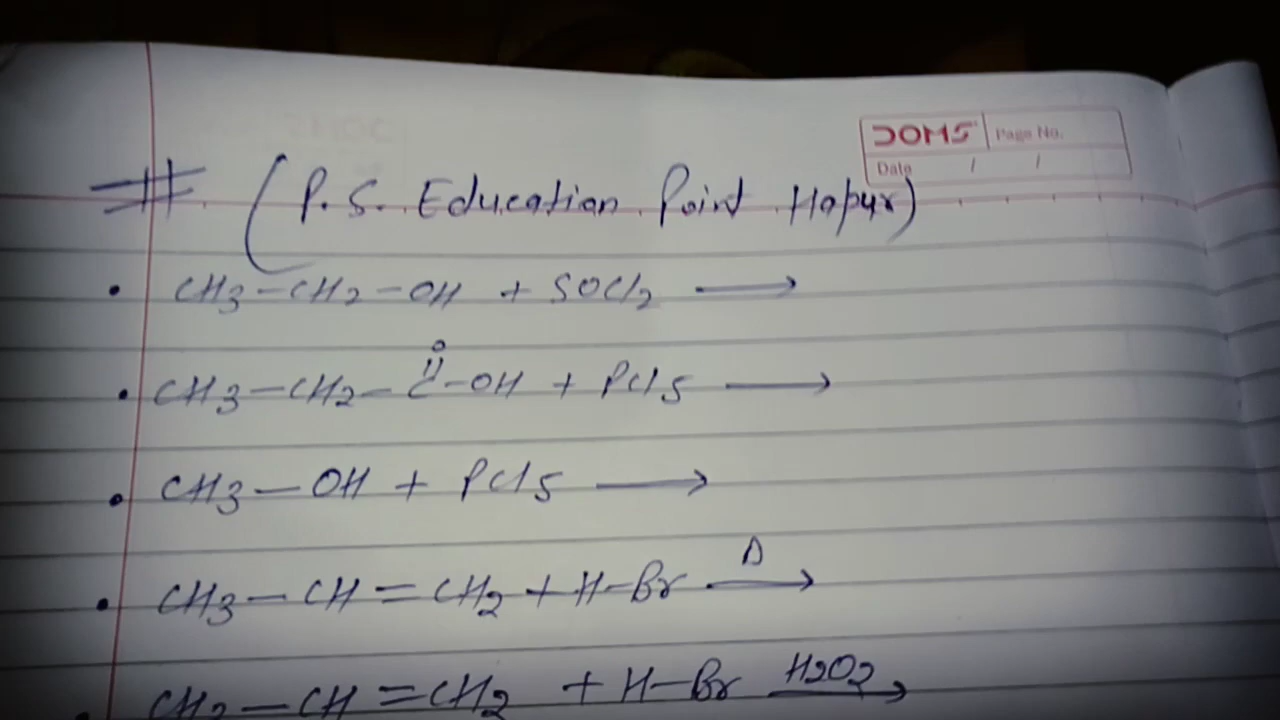 DOMS Page No.
Date / /
# (P. S. Education Point Hapur)
• CH3-CH2-OH + SOCl2 ⟶
O
||
• CH3-CH2-C-OH + PCl5 ⟶
• CH3-OH + PCl5 ⟶
Δ
• CH3-CH=CH2 + H-Br ⟶
H2O2
• CH3-CH=CH2 + H-Br ⟶